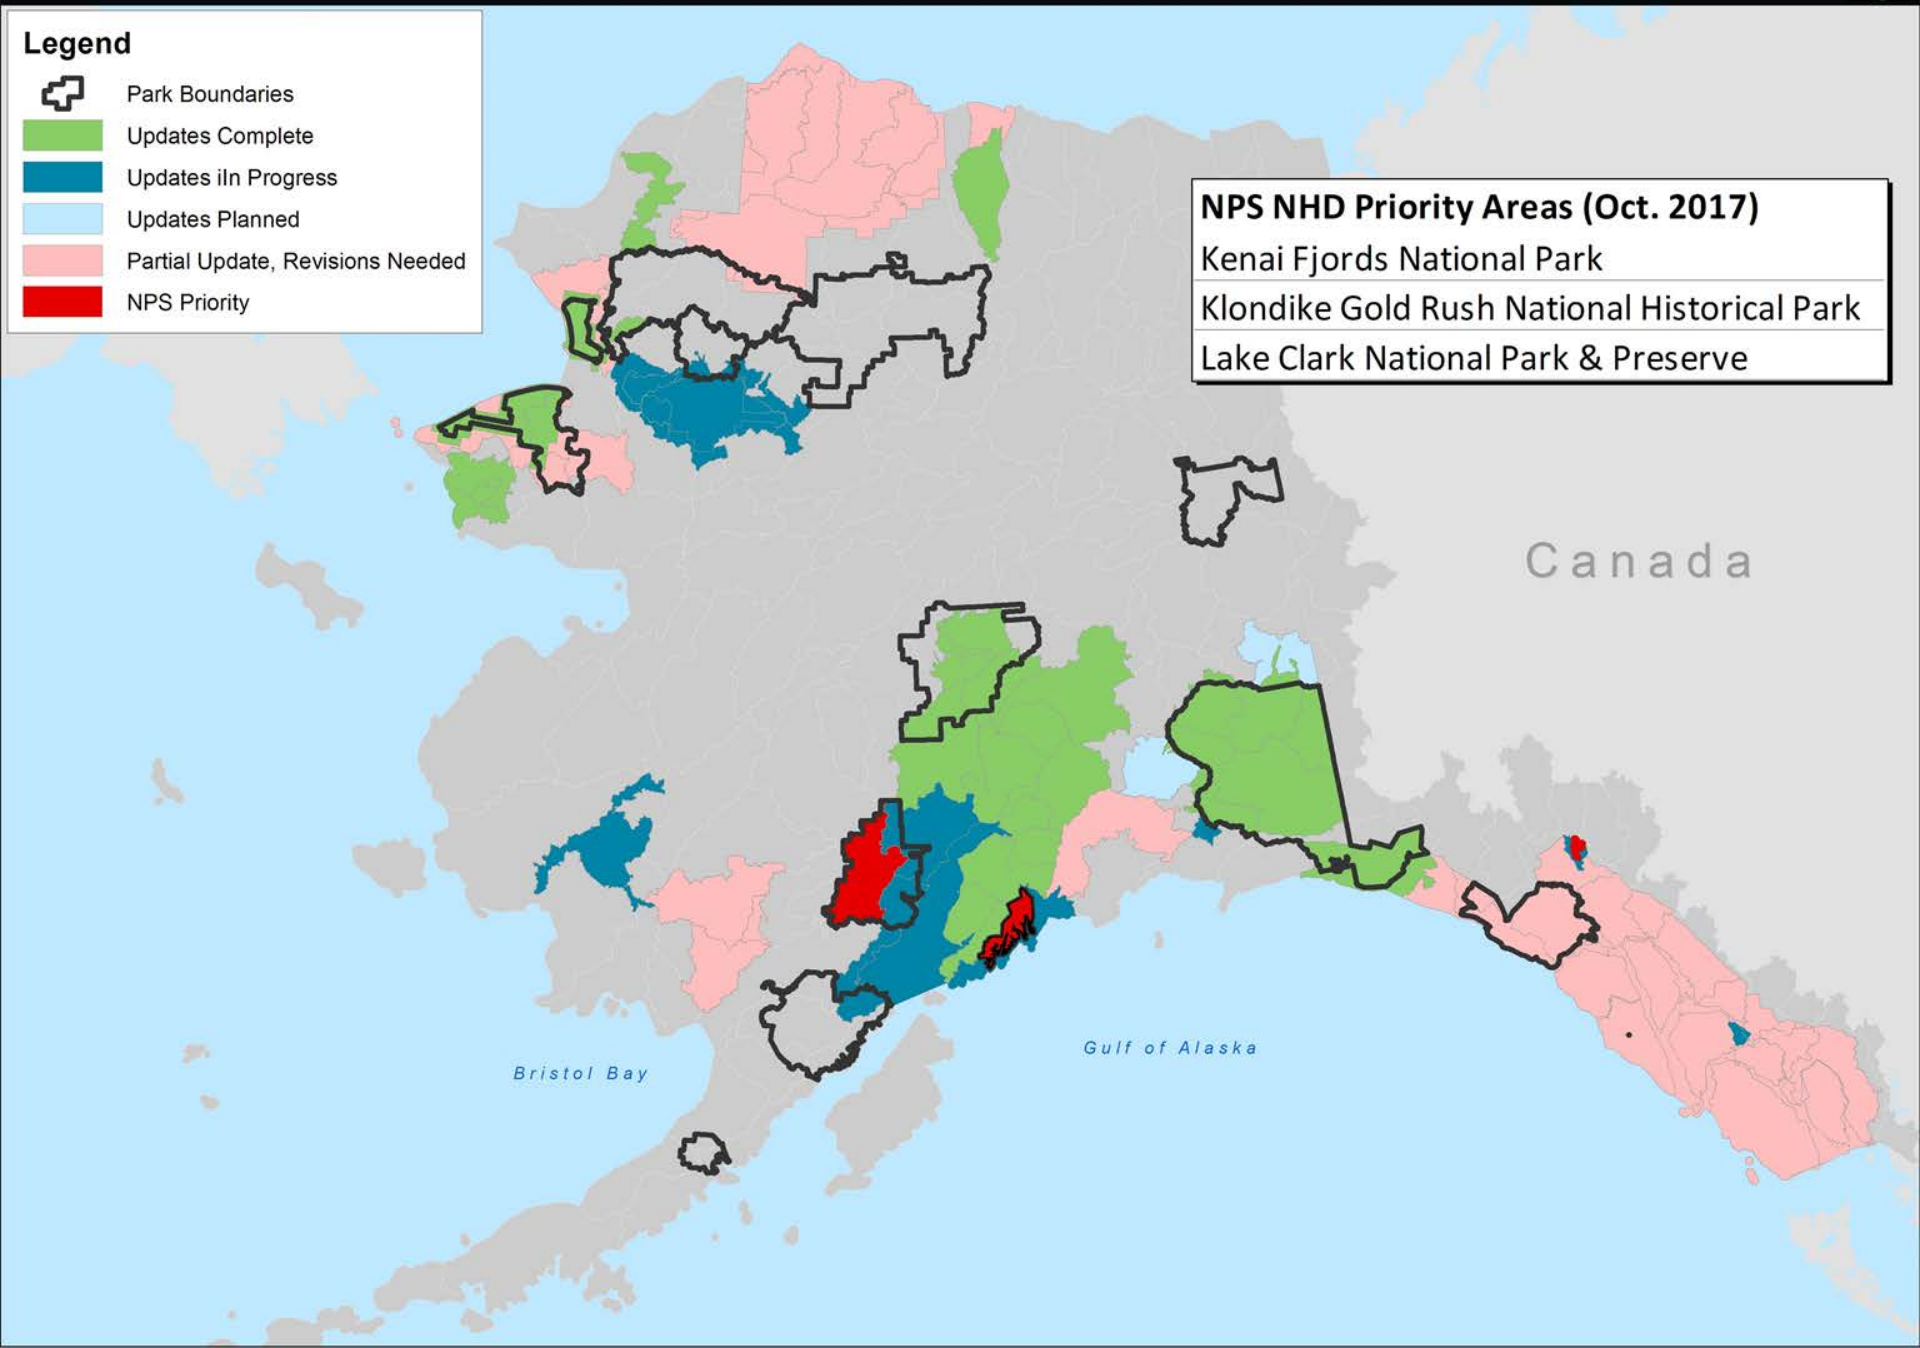 Legend
Park Boundaries
Updates Complete
Updates iIn Progress
Updates Planned
Partial Update, Revisions Needed
NPS Priority
NPS NHD Priority Areas (Oct. 2017)
Kenai Fjords National Park
Klondike Gold Rush National Historical Park
Lake Clark National Park & Preserve
Canada
Gulf of Alaska
Bristol Bay